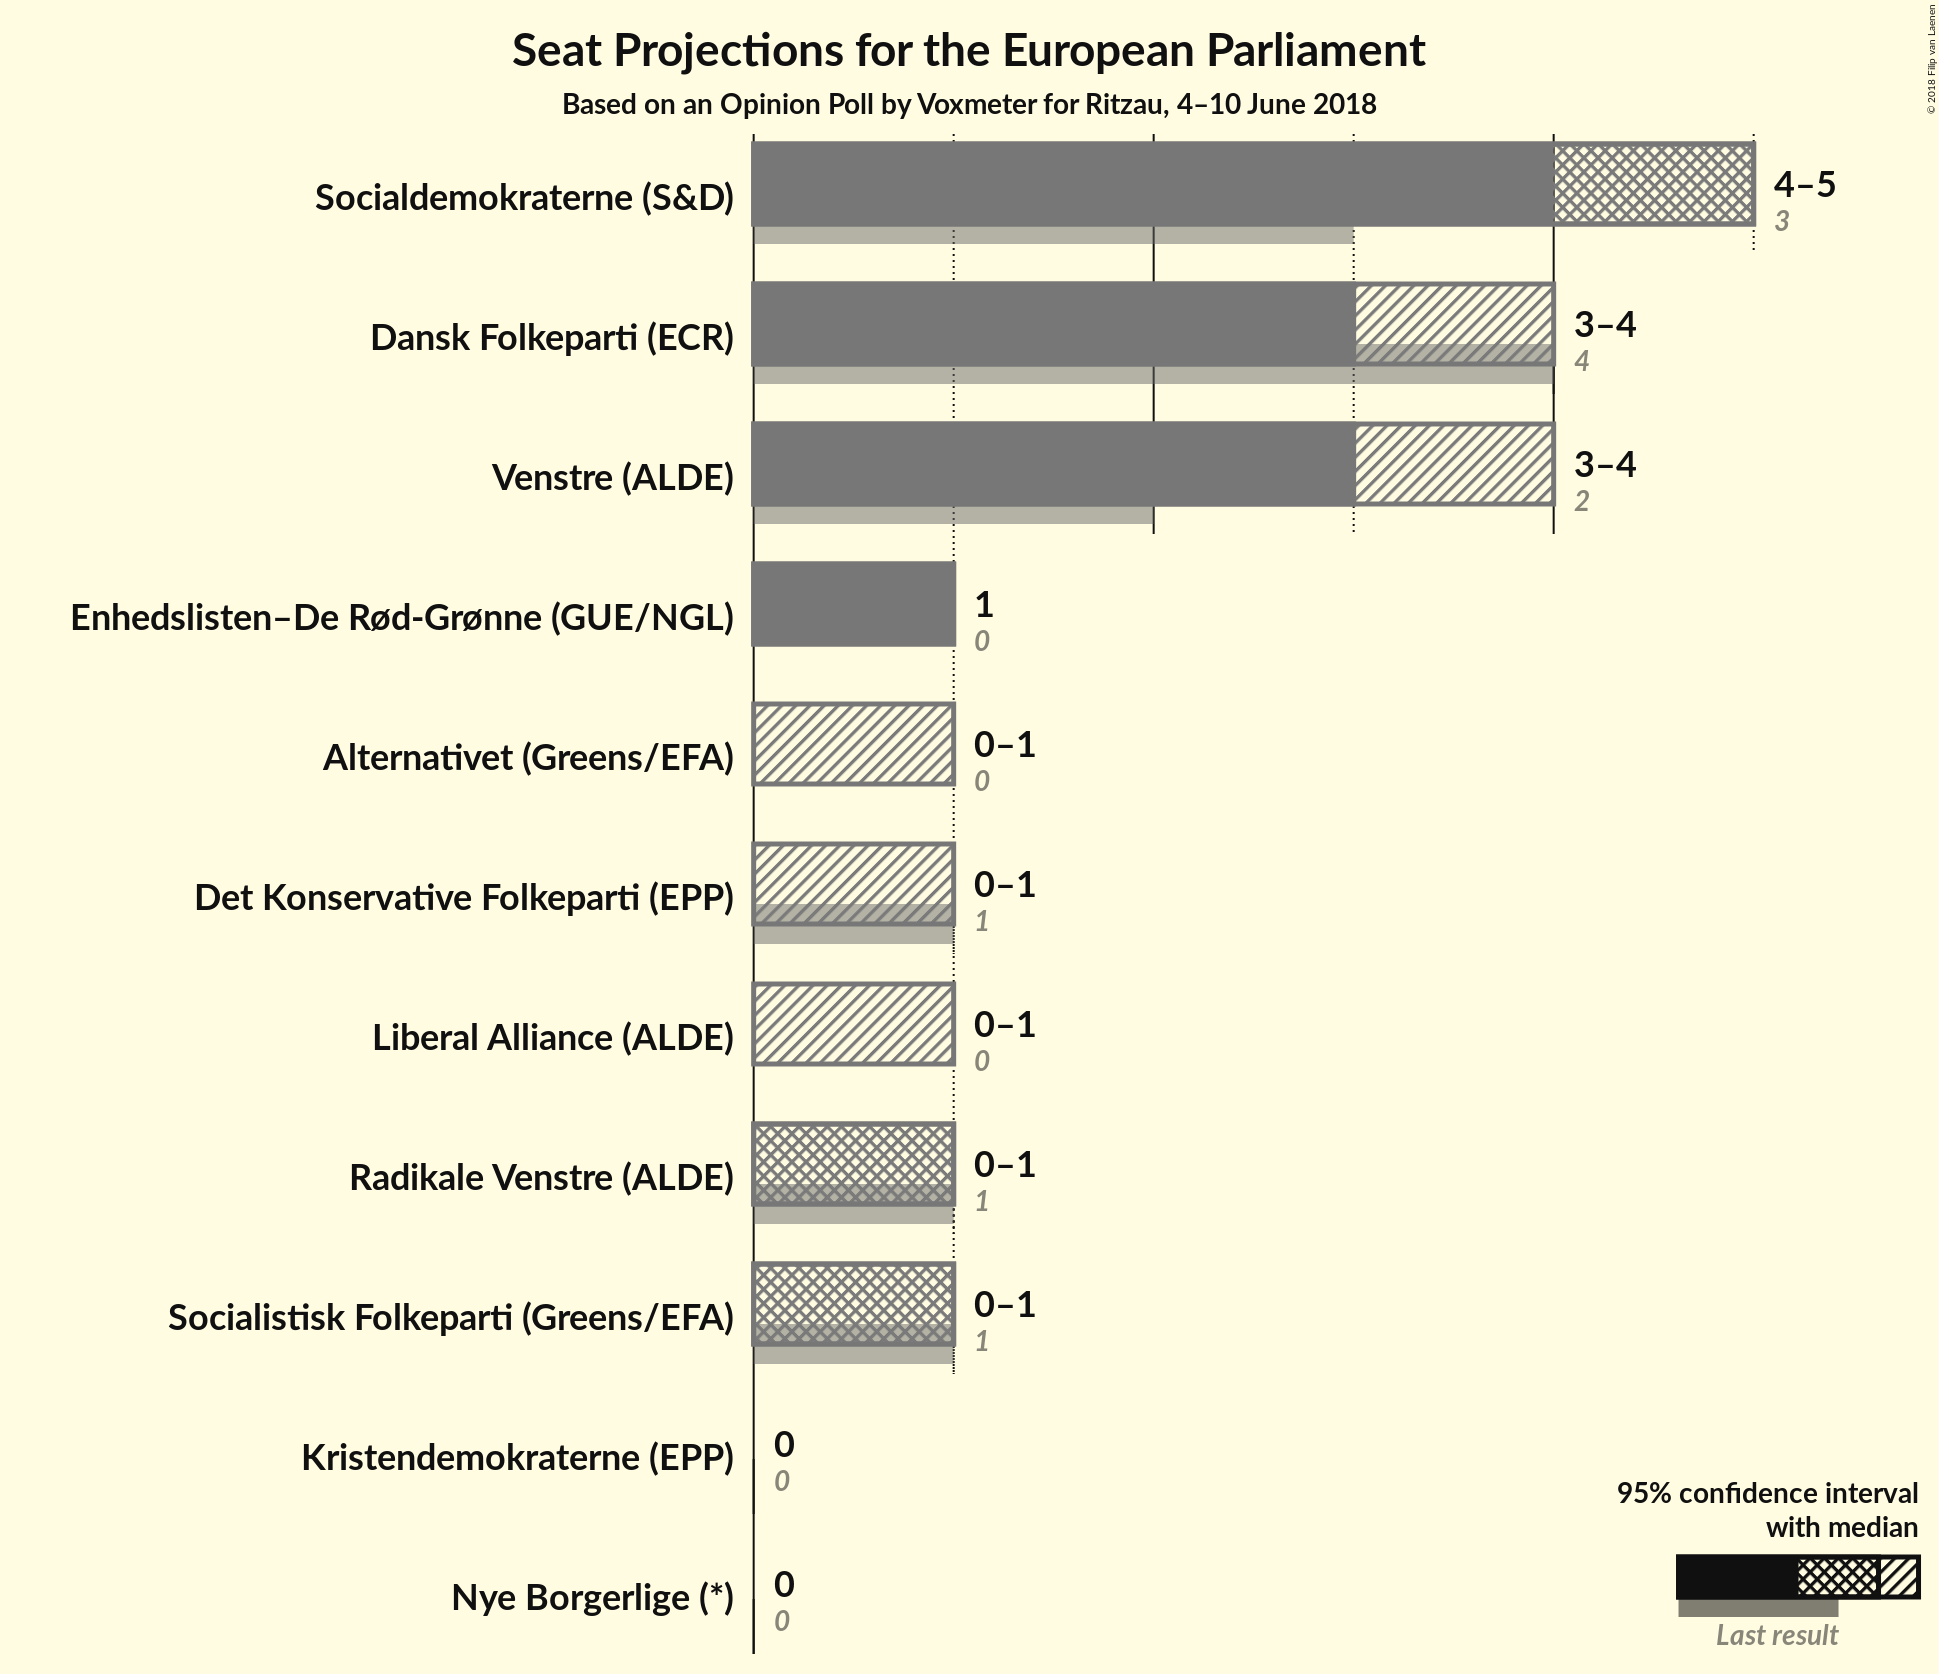 Seat Projections for the European Parliament
Based on an Opinion Poll by Voxmeter for Ritzau, 4–10 June 2018
© 2018 Filip van Laenen
Socialdemokraterne (S&D)
4–5
3
Dansk Folkeparti (ECR)
3–4
4
Venstre (ALDE)
3–4
2
Enhedslisten–De Rød-Grønne (GUE/NGL)
1
0
Alternativet (Greens/EFA)
0–1
0
Det Konservative Folkeparti (EPP)
0–1
1
Liberal Alliance (ALDE)
0–1
0
Radikale Venstre (ALDE)
0–1
1
Socialistisk Folkeparti (Greens/EFA)
0–1
1
Kristendemokraterne (EPP)
0
0
Nye Borgerlige (*)
0
0
95% confidence interval
with median
Last result